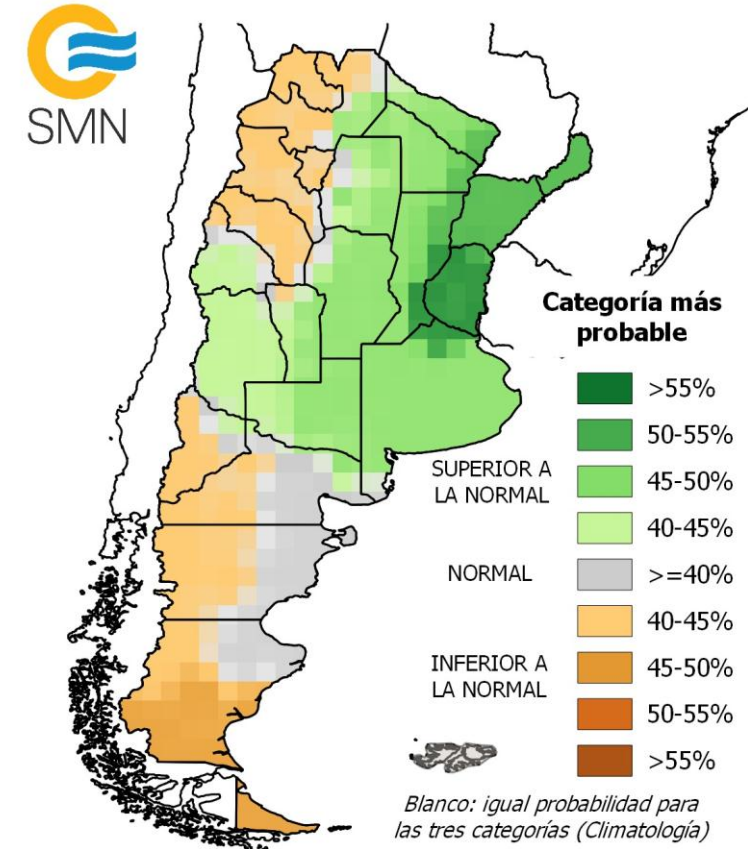 SMN
Categoría más
probable
>55%
50-55%
SUPERIOR A
LA NORMAL
45-50%
40-45%
NORMAL
>=40%
40-45%
INFERIOR A
LA NORMAL
45-50%
50-55%
>55%
Blanco: igual probabilidad para
las tres categorías (Climatología)